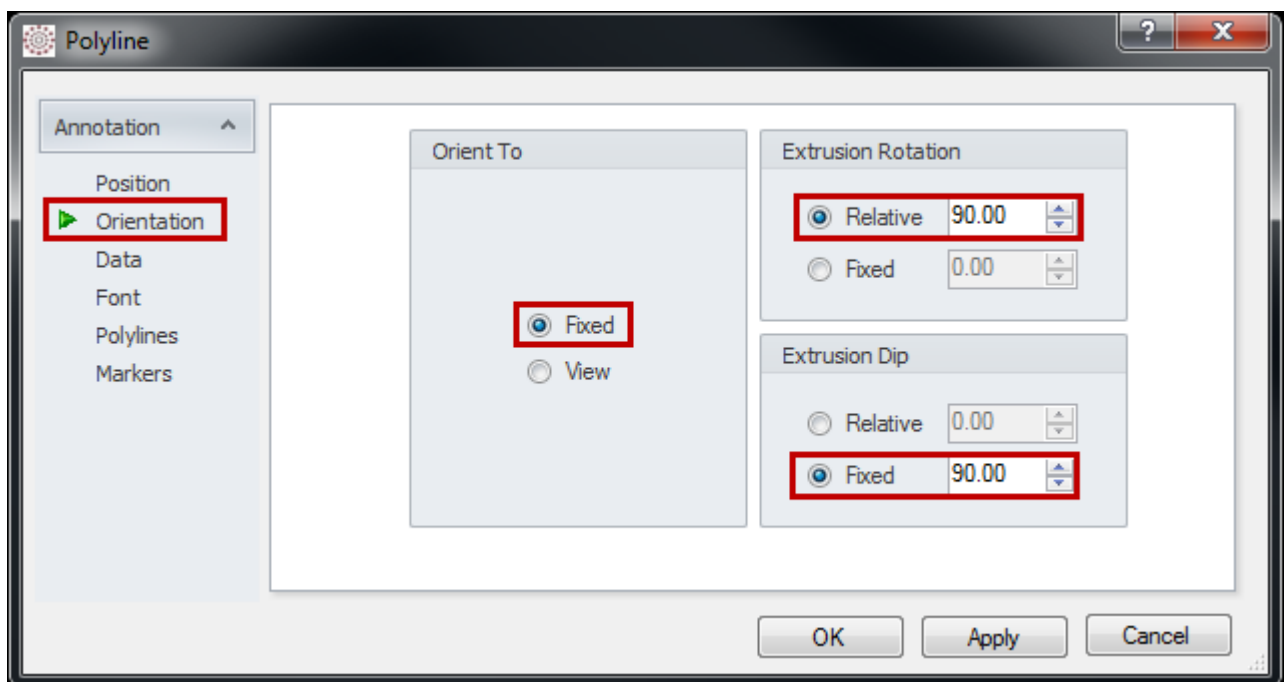 Polyline
?
Annotation
Position
Orientation
Data
Font
Polylines
Markers
Orient To
Fixed
View
Extrusion Rotation
Relative 90.00
Fixed 0.00
Extrusion Dip
Relative 0.00
Fixed 90.00
OK Apply Cancel